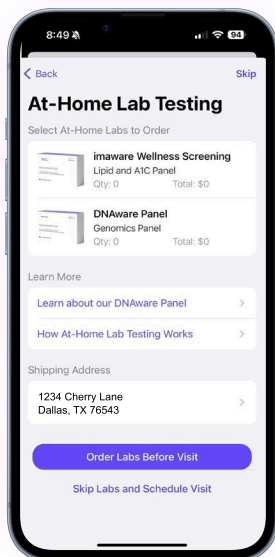 8:49
94
Back
Skip
At-Home Lab Testing
Select At-Home Labs to Order
imaware Wellness Screening
Lipid and A1C Panel
Qty: 0 Total: $0
DNAware Panel
Genomics Panel
Qty: 0 Total: $0
Learn More
Learn about our DNAware Panel
How At-Home Lab Testing Works
Shipping Address
1234 Cherry Lane
Dallas, TX 76543
Order Labs Before Visit
Skip Labs and Schedule Visit